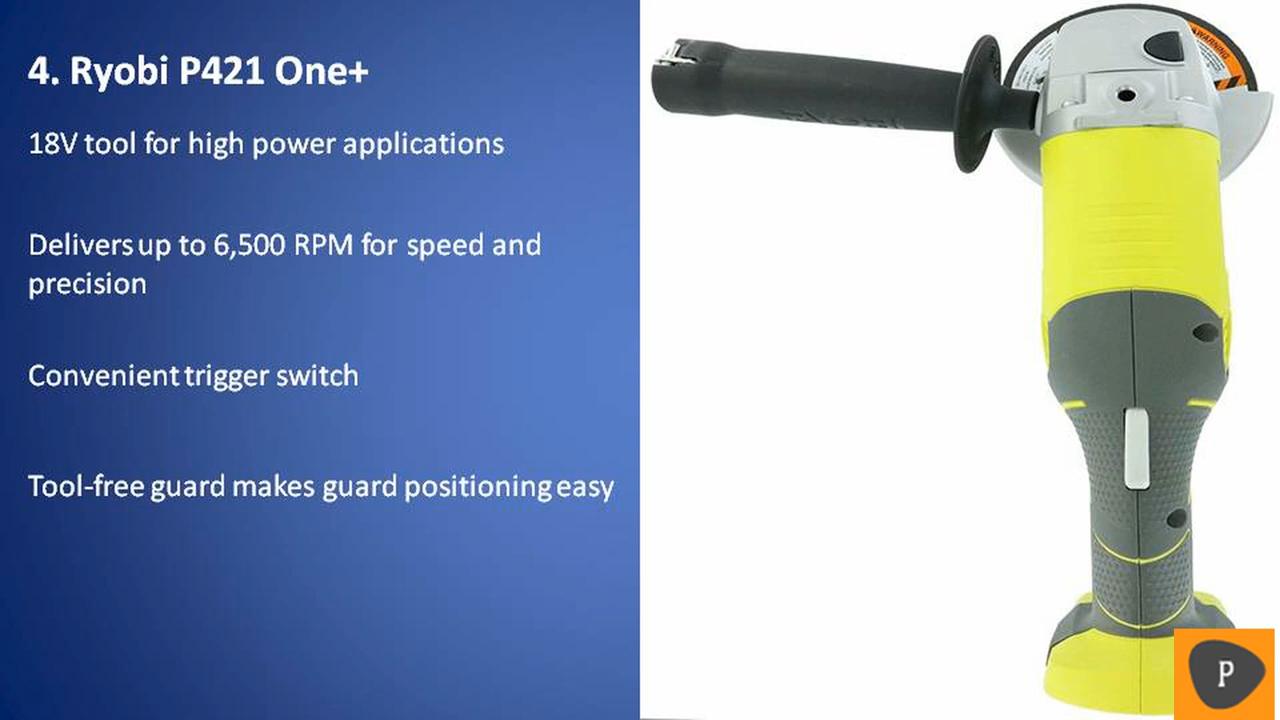 4. Ryobi P421 One+
18V tool for high power applications
Delivers up to 6,500 RPM for speed and
precision
Convenient trigger switch
Tool-free guard makes guard positioning easy
WARNING
P